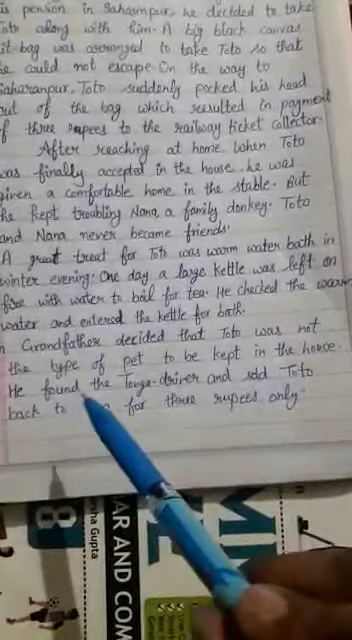 is pension in Saharnpur, he decided to take
Toto along with him. A big black canvas
kit bag was assranged to take Toto so that
he could not escape. On the way to
Saharanpur, Toto suddenly pocked his head
out of the bag which reesulted in payment
of three rupees to the railway ticket collector.
After reaching at home. When Toto
was finally accepted in the house. he was
given a comfortable home in the stable. But
he kept troubling Nana, a family donkey. Toto
and Nana never became friends.
A great treat for Toto was warm water bath in
winter evening. One day a large kettle was left on
fire with water to boil for tea. He checked the warm
water and entered the kettle for bath.
Grandfather decided that Toto was not
the type of pet to be kept in the house.
He found the Tonga-driver and sold Toto
back to for three rupees only.
8
Gupta
AR AND COM